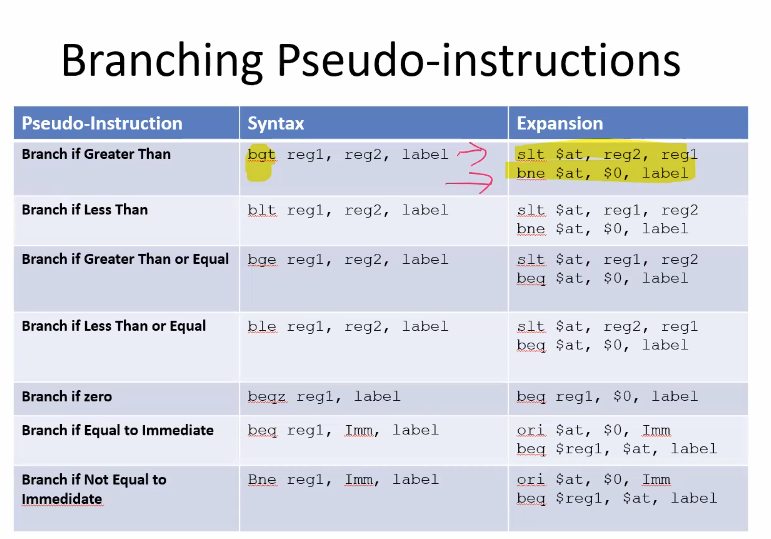 Branching Pseudo-instructions
Pseudo-Instruction Syntax Expansion
Branch if Greater Than bgt reg1, reg2, label slt $at, reg2, reg1
bne $at, $0, label
Branch if Less Than blt reg1, reg2, label slt $at, reg1, reg2
bne $at, $0, label
Branch if Greater Than or Equal bge reg1, reg2, label slt $at, reg1, reg2
beq $at, $0, label
Branch if Less Than or Equal ble reg1, reg2, label slt $at, reg2, reg1
beq $at, $0, label
Branch if zero beqz reg1, label beq reg1, $0, label
Branch if Equal to Immediate beq reg1, Imm, label ori $at, $0, Imm
beq $reg1, $at, label
Branch if Not Equal to Bne reg1, Imm, label ori $at, $0, Imm
Immedidate beq $reg1, $at, label